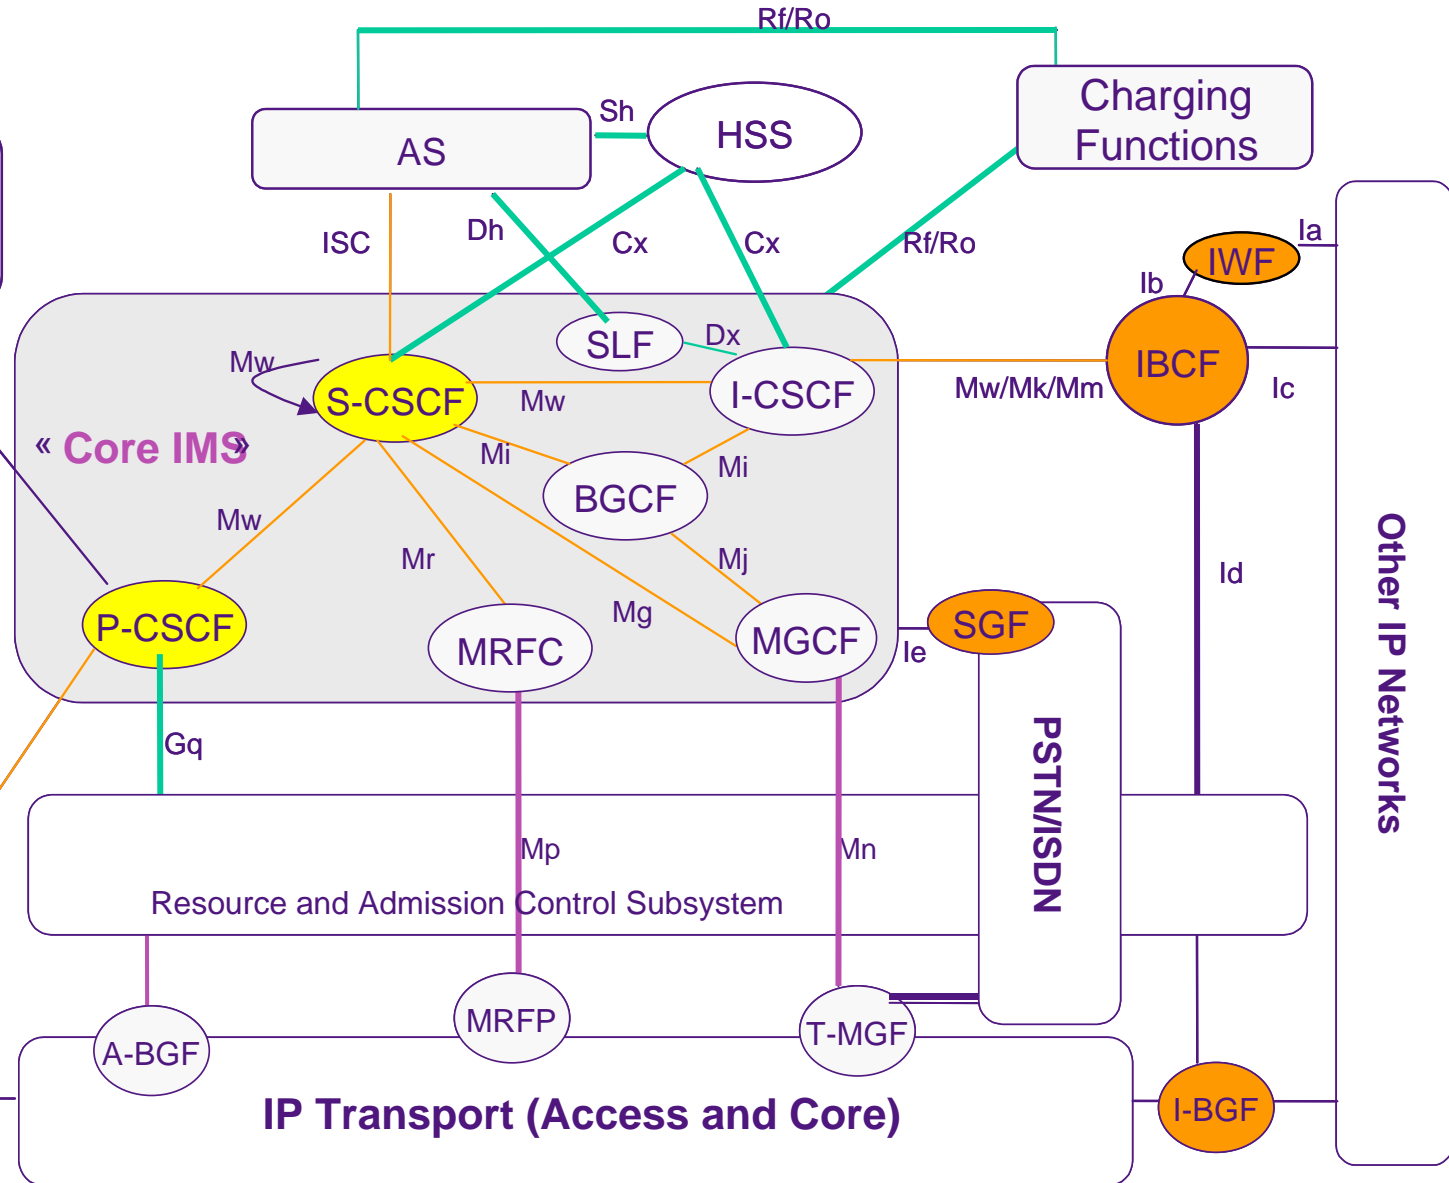 Rf/Ro
Charging
Functions
Sh
HSS
AS
ISC
Dh
Cx
Cx
Rf/Ro
Ia
IWF
Ib
SLF
Dx
IBCF
Mw
S-CSCF
Mw
I-CSCF
Mw/Mk/Mm
Ic
« Core IMS »
Mi
Mi
BGCF
Mw
Mr
Mj
Mg
Id
Other IP Networks
P-CSCF
MRFC
MGCF
SGF
Ie
Gq
PSTN/ISDN
Mp
Mn
Resource and Admission Control Subsystem
MRFP
T-MGF
A-BGF
IP Transport (Access and Core)
I-BGF